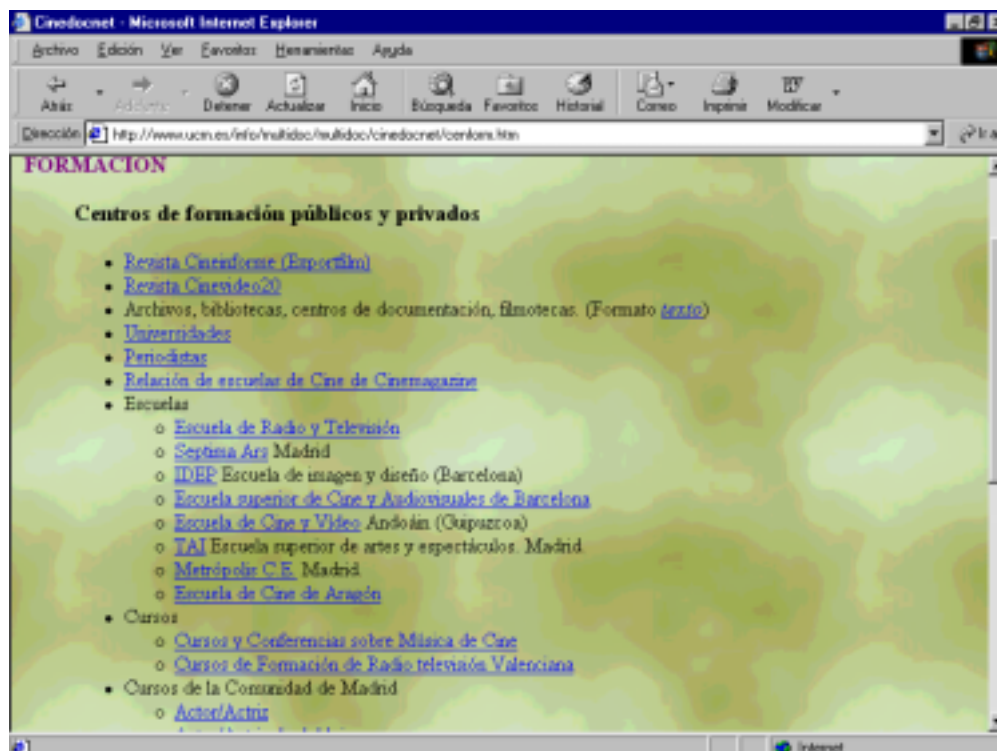 Cinedocnet - Microsoft Internet Explorer
Archivo Edición Ver Favoritos Herramientas Ayuda
Atrás Adelante Detener Actualizar Inicio Búsqueda Favoritos Historial Correo Imprimir Modificar
Dirección http://www.ucm.es/info/multidoc/multidoc/cinedocnet/cenform.htm Ir a
FORMACION
Centros de formación públicos y privados
Revista Cineinforme (Exportfilm)
Revista Cinevideo20
Archivos, bibliotecas, centros de documentación, filmotecas. (Formato texto)
Universidades
Periodistas
Relación de escuelas de Cine de Cinemagazine
Escuelas
Escuela de Radio y Televisión
Septima Ars Madrid
IDEP Escuela de imagen y diseño (Barcelona)
Escuela superior de Cine y Audiovisuales de Barcelona
Escuela de Cine y Vídeo Andoáin (Guipuzcoa)
TAI Escuela superior de artes y espectáculos. Madrid.
Metrópolis C.E. Madrid.
Escuela de Cine de Aragón
Cursos
Cursos y Conferencias sobre Música de Cine
Cursos de Formación de Radio televisión Valenciana
Cursos de la Comunidad de Madrid
Actor/Actriz
Internet